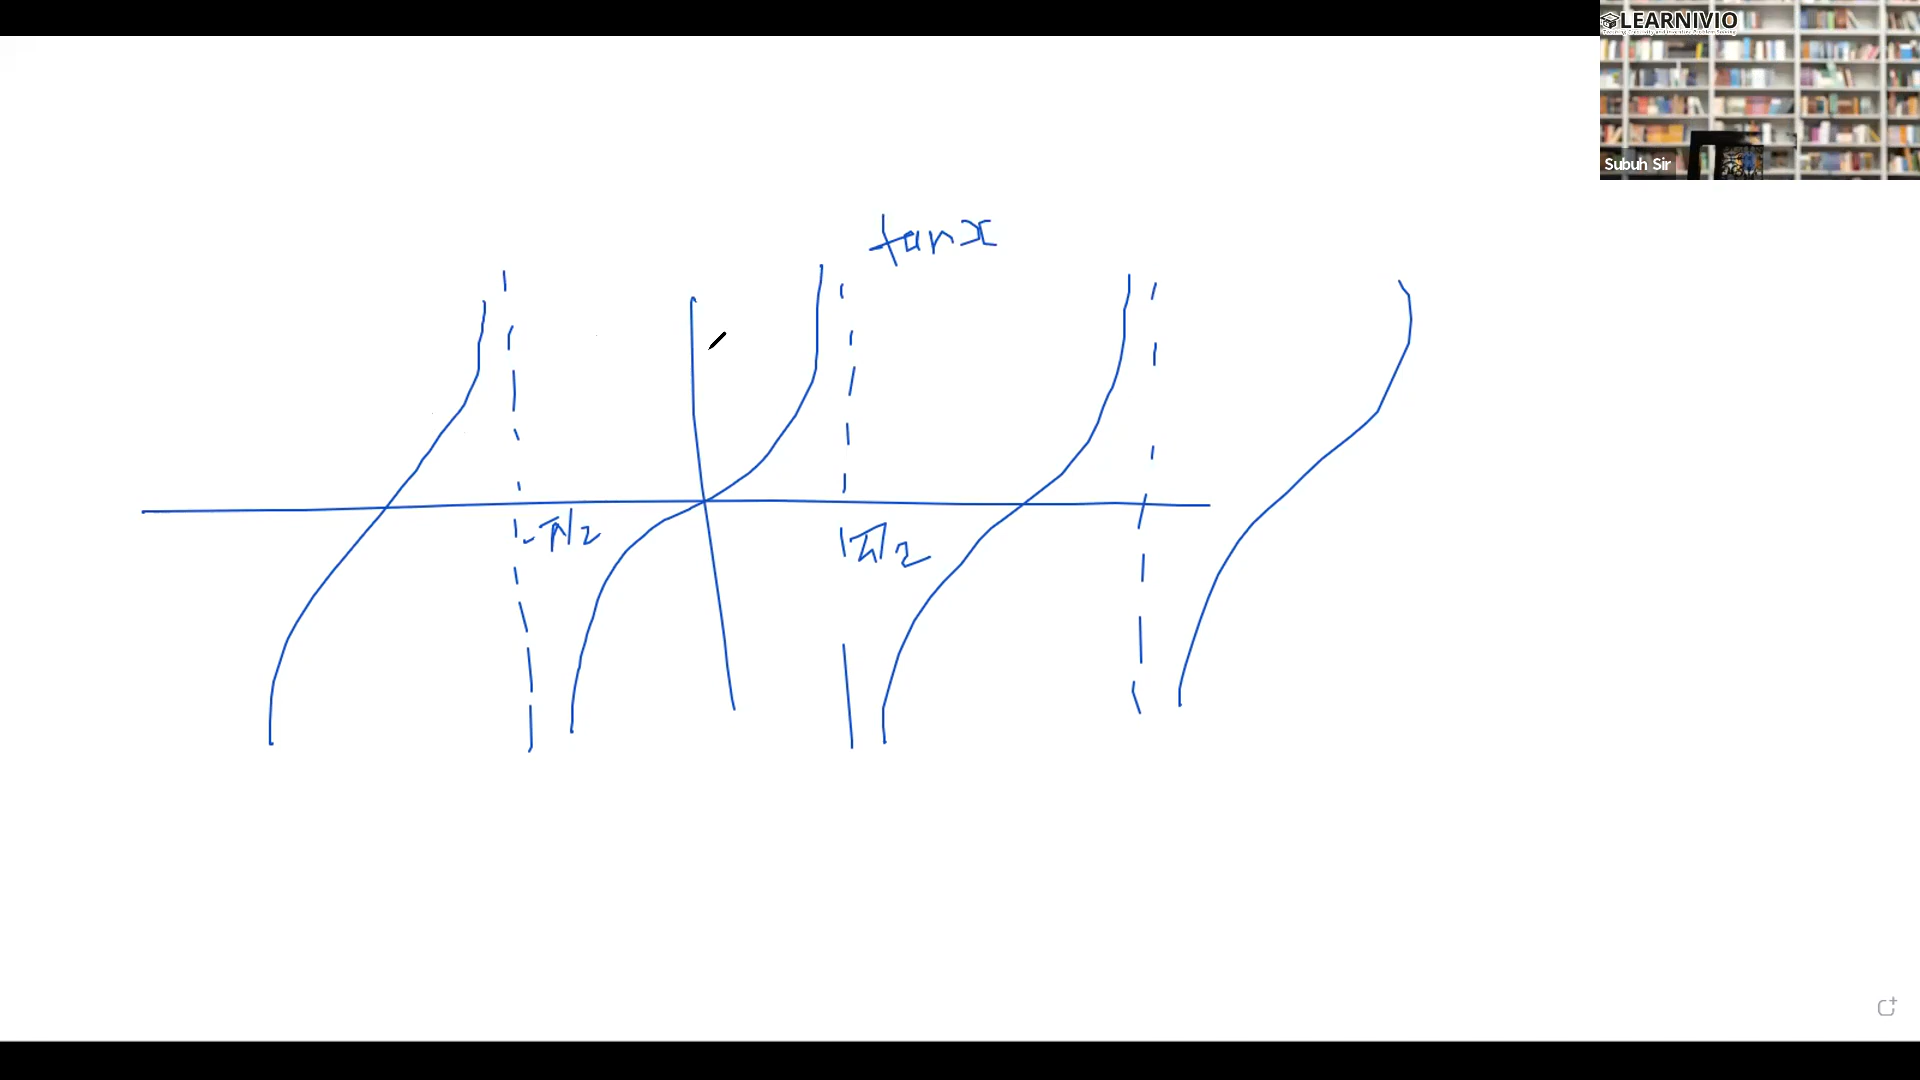 LEARNIVIO
Subuh Sir
tanx
-π/2
π/2